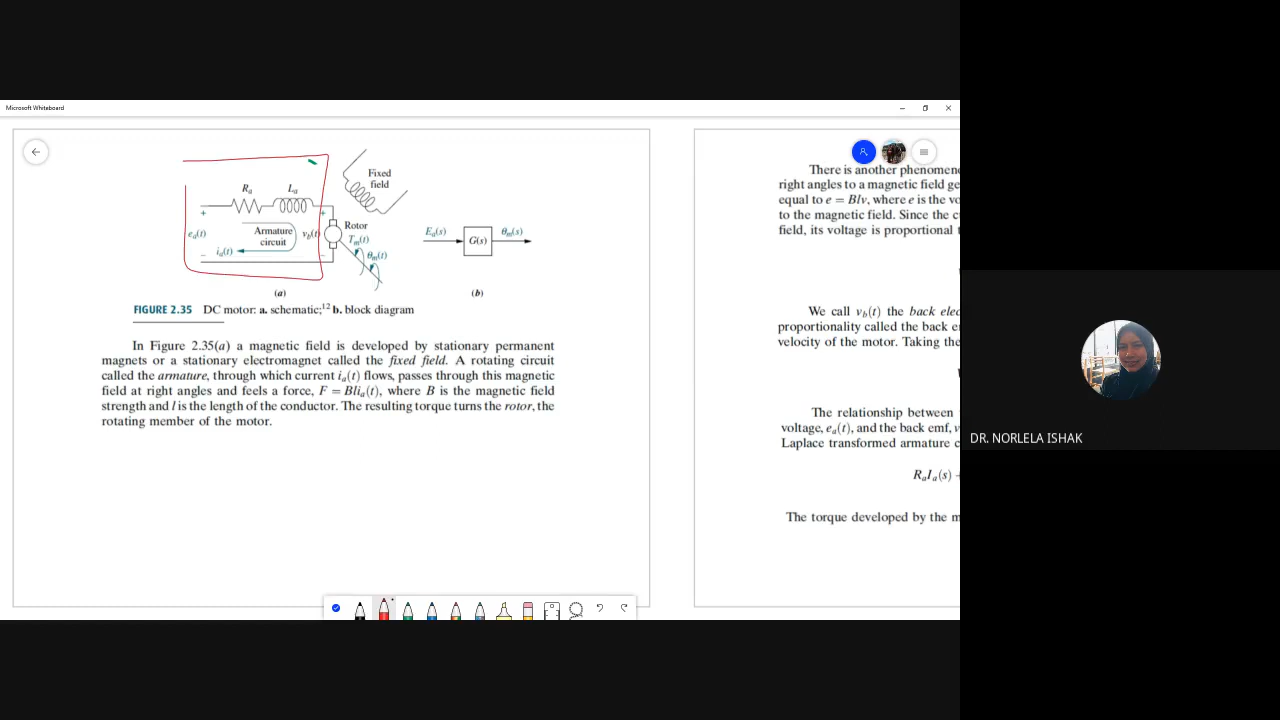 Microsoft Whiteboard
Fixed
field
Ra La
+ +
Rotor
ea(t) Armature
circuit vb(t) Tm(t)
ia(t) θm(t)
− −
Ea(s) G(s) θm(s)
(a) (b)
FIGURE 2.35 DC motor: a. schematic;¹² b. block diagram
In Figure 2.35(a) a magnetic field is developed by stationary permanent
magnets or a stationary electromagnet called the fixed field. A rotating circuit
called the armature, through which current ia(t) flows, passes through this magnetic
field at right angles and feels a force, F = Blia(t), where B is the magnetic field
strength and l is the length of the conductor. The resulting torque turns the rotor, the
rotating member of the motor.
There is another phenomeno
right angles to a magnetic field ge
equal to e = Blv, where e is the vo
to the magnetic field. Since the c
field, its voltage is proportional
We call vb(t) the back elec
proportionality called the back e
velocity of the motor. Taking the
The relationship between
voltage, ea(t), and the back emf, v
Laplace transformed armature c
RaIa(s) +
The torque developed by the m
DR. NORLELA ISHAK